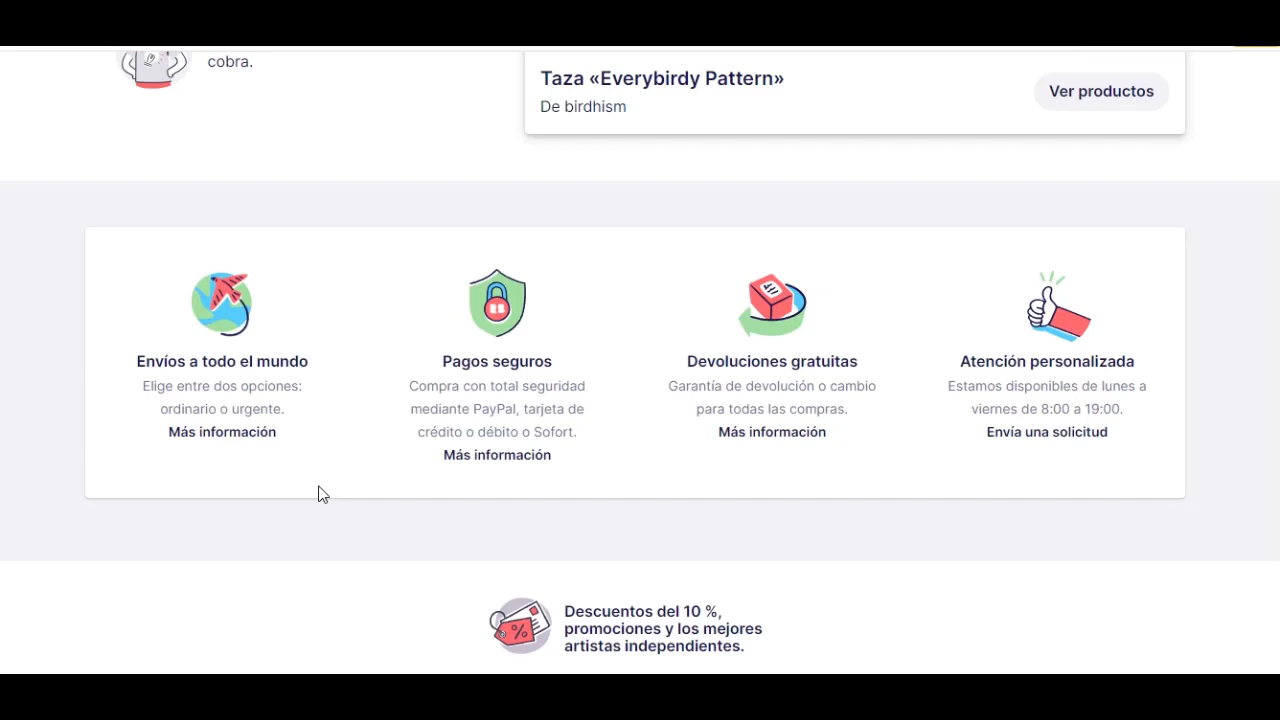 cobra.
Taza «Everybirdy Pattern»
De birdhism
Ver productos
Envíos a todo el mundo
Elige entre dos opciones:
ordinario o urgente.
Más información
Pagos seguros
Compra con total seguridad
mediante PayPal, tarjeta de
crédito o débito o Sofort.
Más información
Devoluciones gratuitas
Garantía de devolución o cambio
para todas las compras.
Más información
Atención personalizada
Estamos disponibles de lunes a
viernes de 8:00 a 19:00.
Envía una solicitud
Descuentos del 10 %,
promociones y los mejores
artistas independientes.